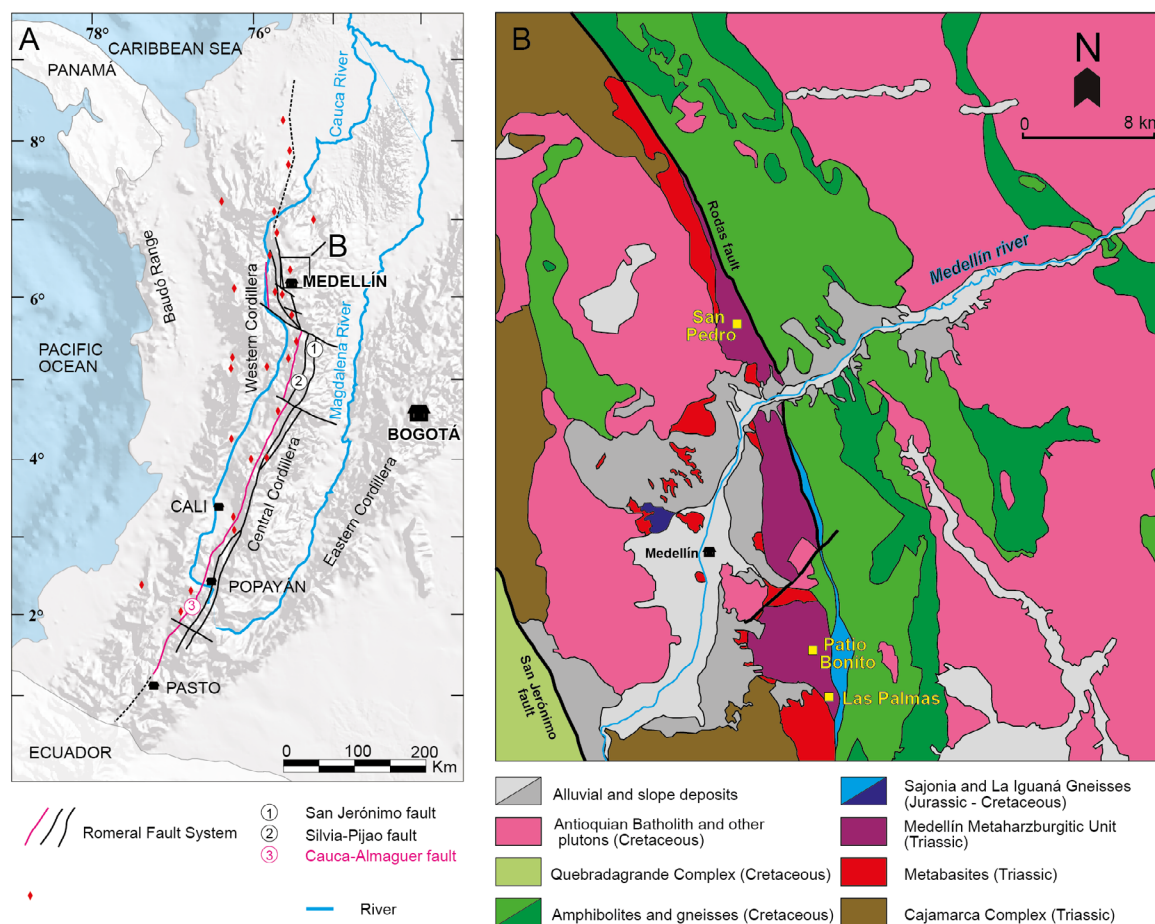 A
78°
76°
CARIBBEAN SEA
PANAMÁ
Cauca River
8°
Baudó Range
B
MEDELLÍN
6°
Western Cordillera
Magdalena River
PACIFIC
OCEAN
1
2
BOGOTÁ
4°
Central Cordillera
Eastern Cordillera
CALI
POPAYÁN
3
2°
PASTO
ECUADOR
0 100 200
Km
Romeral Fault System
1 San Jerónimo fault
2 Silvia-Pijao fault
3 Cauca-Almaguer fault
River
B
N
0 8 km
Rodas fault
Medellín river
San
Pedro
Medellín
Patio
Bonito
Las Palmas
San Jerónimo
fault
Alluvial and slope deposits
Antioquian Batholith and other
plutons (Cretaceous)
Quebradagrande Complex (Cretaceous)
Amphibolites and gneisses (Cretaceous)
Sajonia and La Iguaná Gneisses
(Jurassic - Cretaceous)
Medellín Metaharzburgitic Unit
(Triassic)
Metabasites (Triassic)
Cajamarca Complex (Triassic)